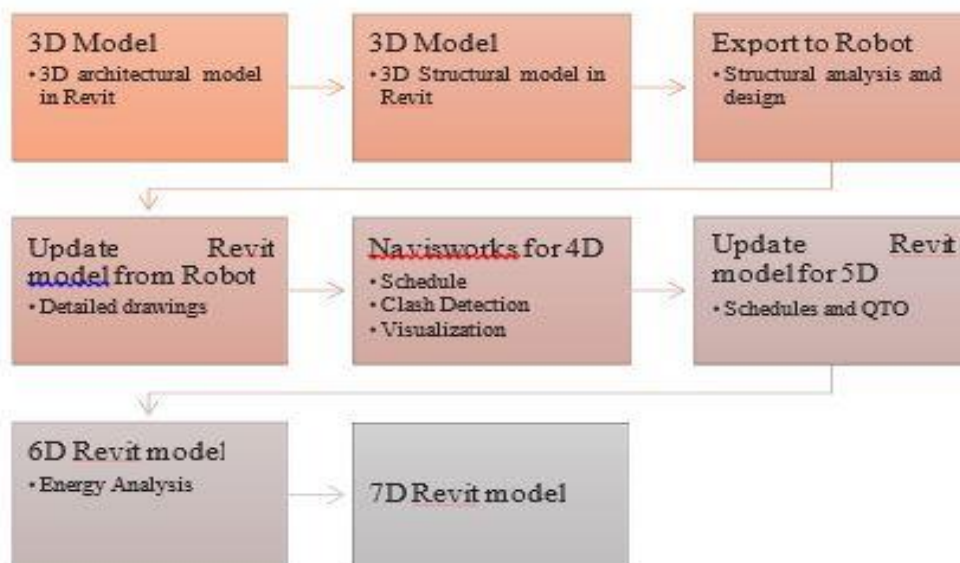 3D Model
• 3D architectural model
in Revit
3D Model
• 3D Structural model in
Revit
Export to Robot
• Structural analysis and
design
Update Revit
model from Robot
• Detailed drawings
Navisworks for 4D
• Schedule
• Clash Detection
• Visualization
Update Revit
model for 5D
• Schedules and QTO
6D Revit model
• Energy Analysis
7D Revit model